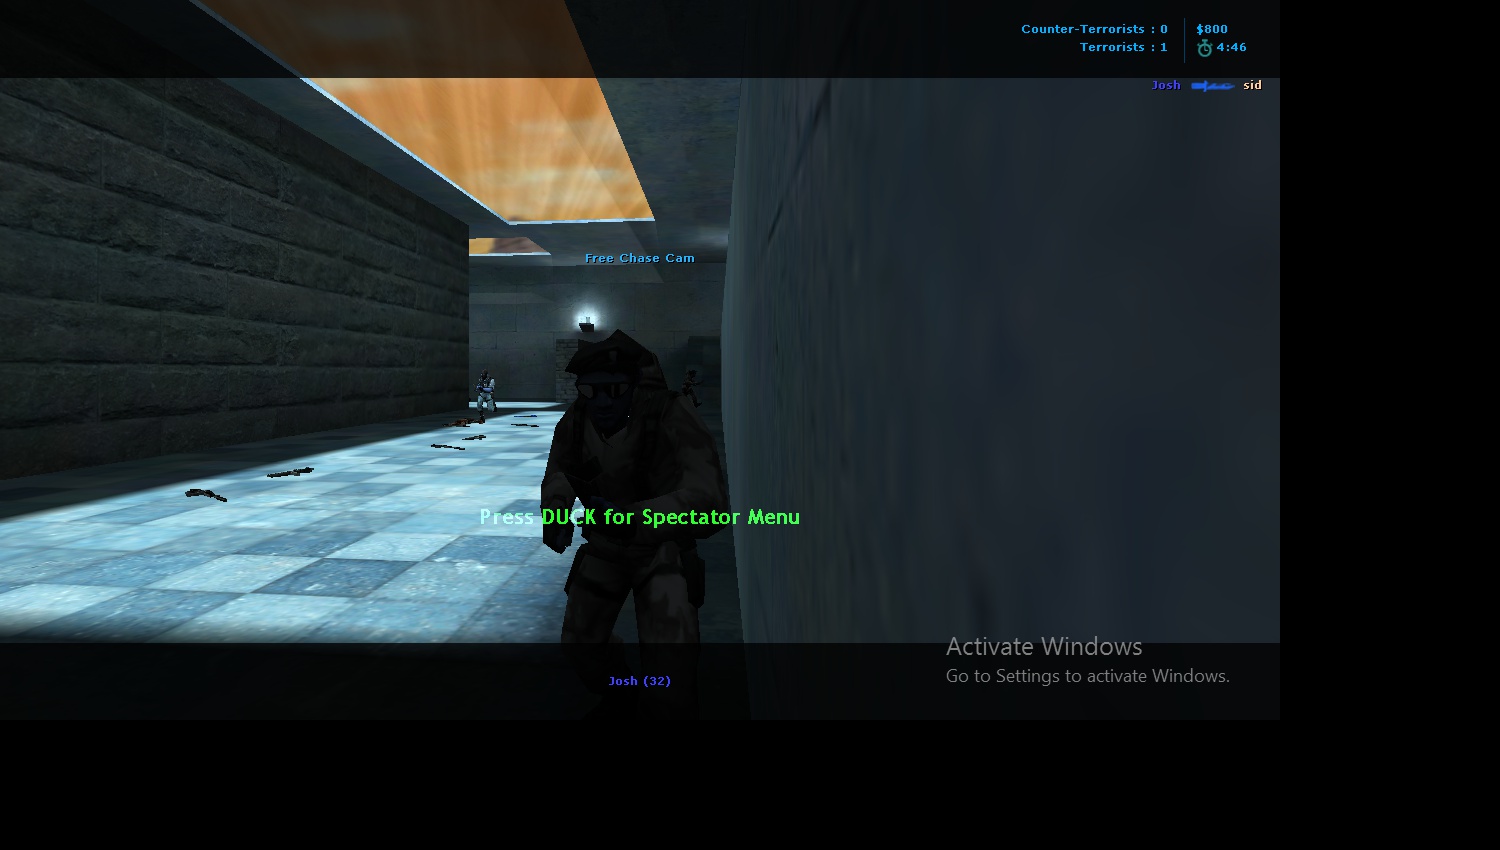 Counter-Terrorists : 0
$800
Terrorists : 1
4:46
Josh sid
Free Chase Cam
Press DUCK for Spectator Menu
Activate Windows
Go to Settings to activate Windows.
Josh (32)